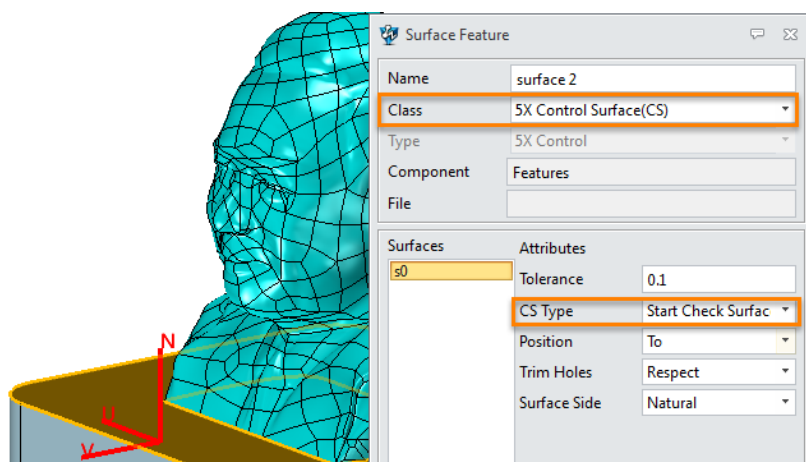 Surface Feature
Name surface 2
Class 5X Control Surface(CS)
Type 5X Control
Component Features
File
Surfaces Attributes
s0
Tolerance 0.1
CS Type Start Check Surfac
Position To
Trim Holes Respect
Surface Side Natural
N
U
V